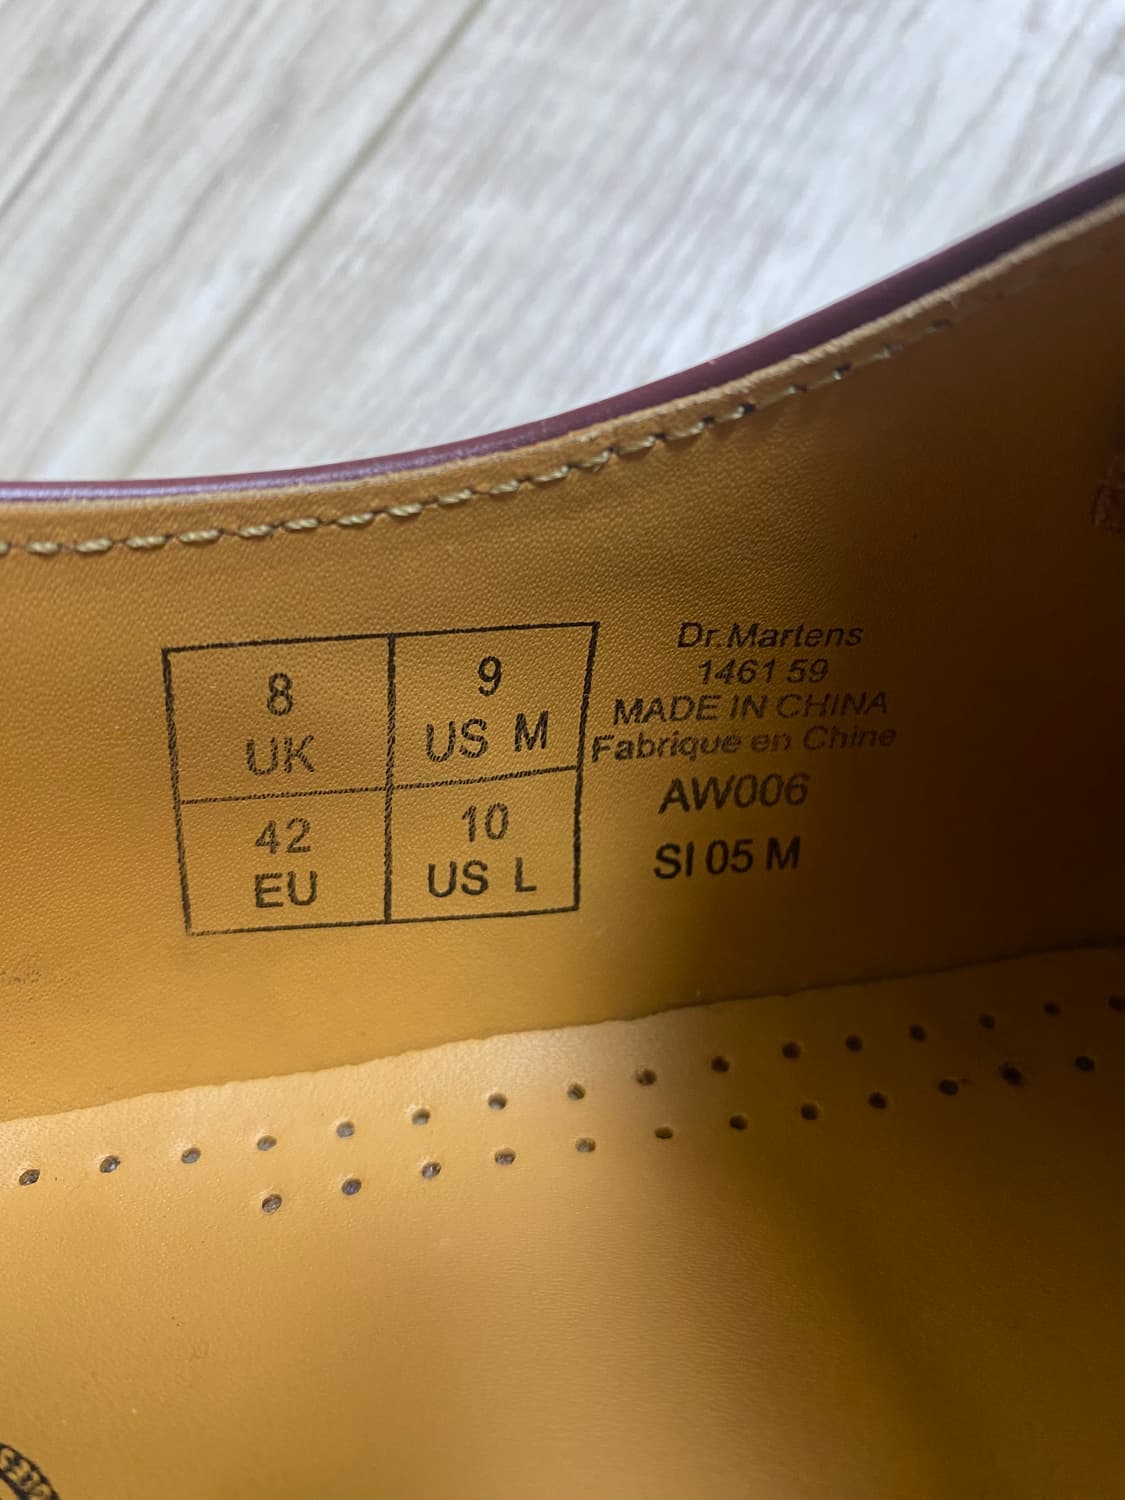 8
UK
9
US M
42
EU
10
US L
Dr.Martens
1461 59
MADE IN CHINA
Fabriqué en Chine
AW006
SI 05 M